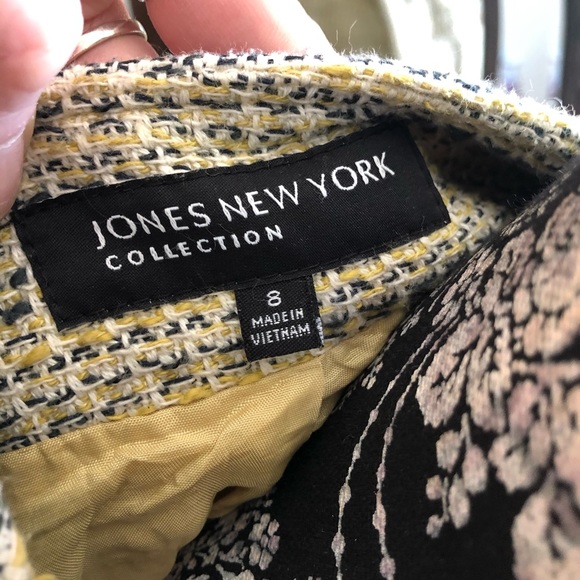 JONES NEW YORK
COLLECTION
8
MADE IN
VIETNAM